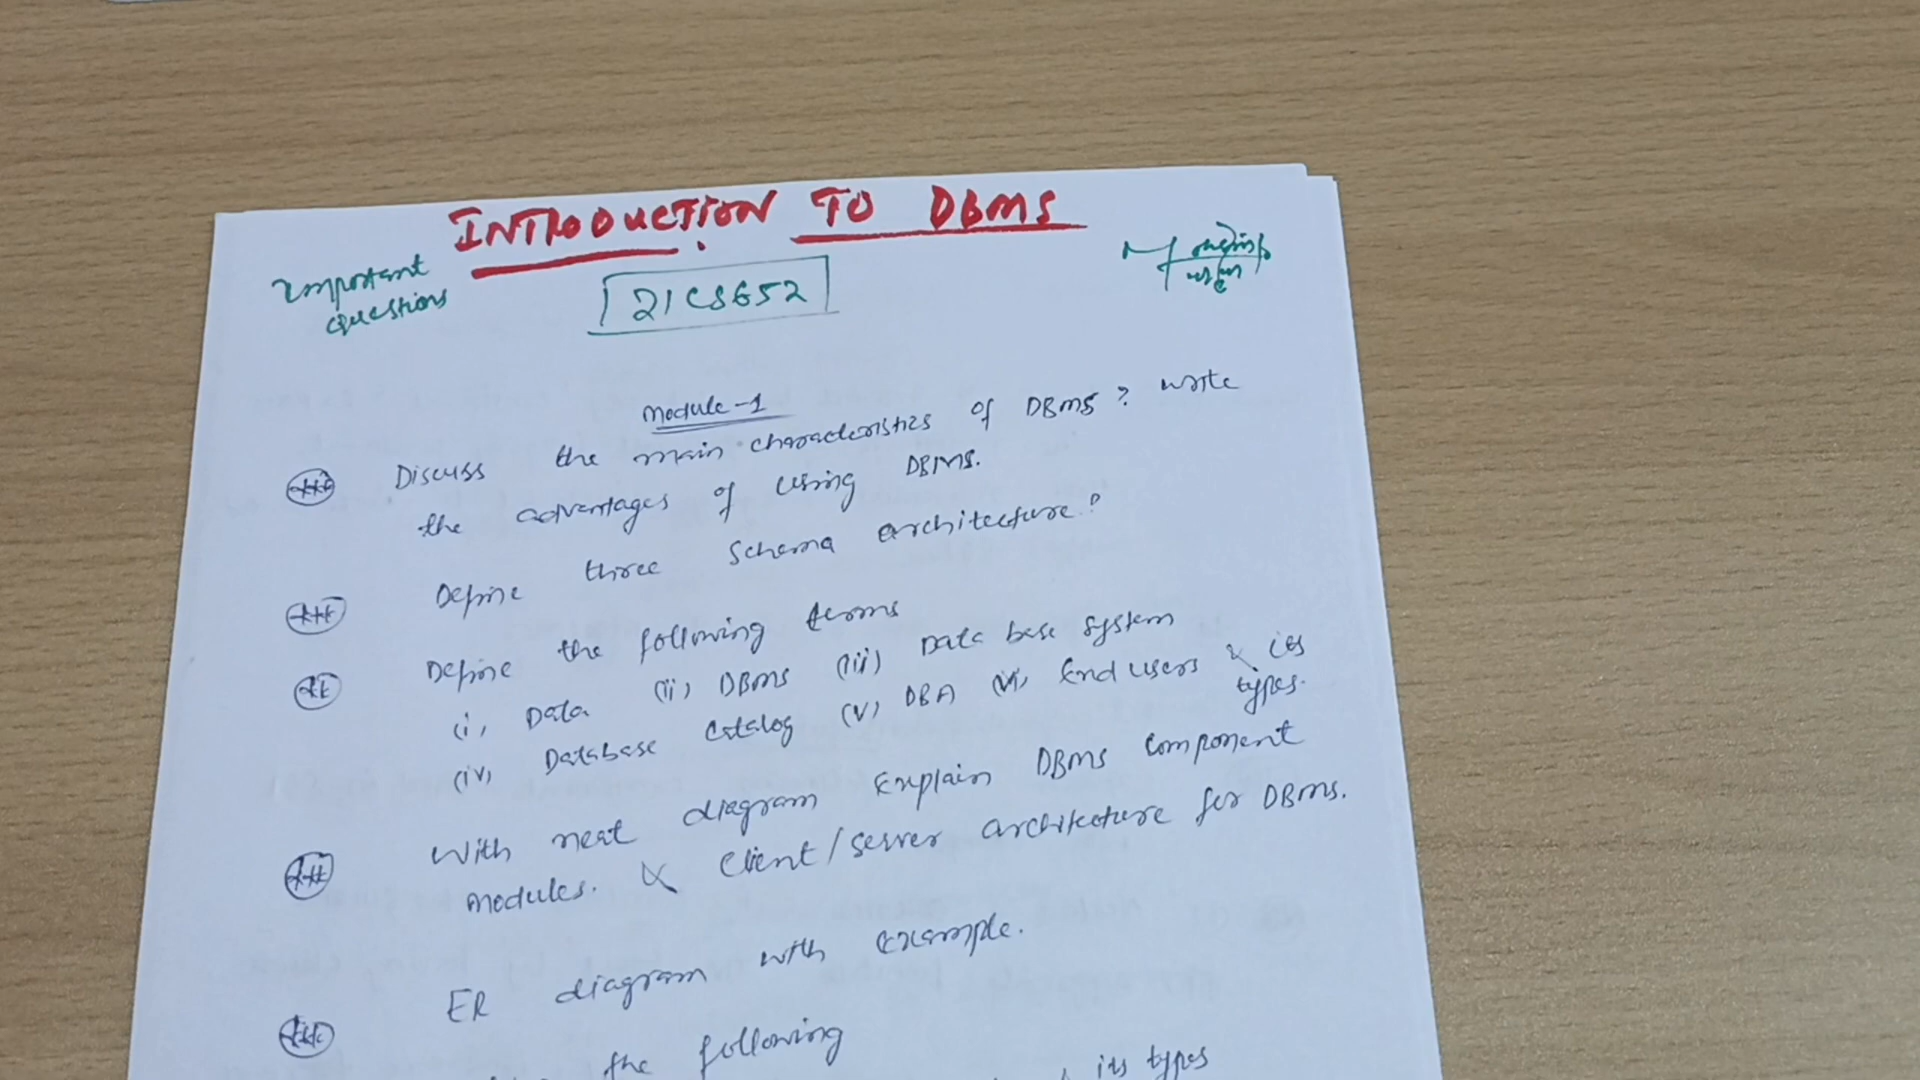 INTRODUCTION TO DBMS
Important
questions
21CS652
Module-1
Discuss the main characteristics of DBMS? Write
the advantages of using DBMS.
Define three Schema architecture?
Define the following terms
(i) Data (ii) DBMS (iii) Data base system
(iv) Database Catalog (v) DBA (vi) End users & its
types.
With neat diagram Explain DBMS Component
modules. & Client/Server architecture for DBMS.
ER diagram with example.
the following
its types